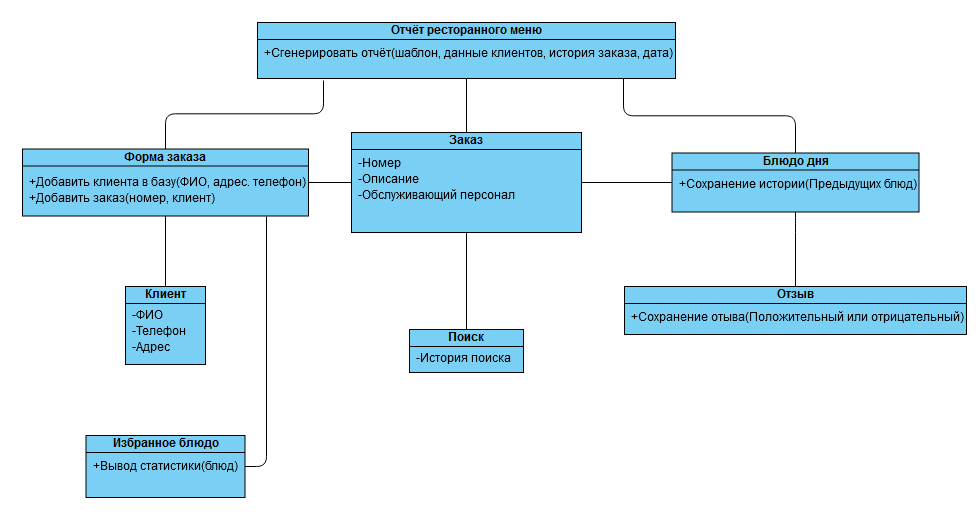 Отчёт ресторанного меню
+Сгенерировать отчёт(шаблон, данные клиентов, история заказа, дата)
Форма заказа
+Добавить клиента в базу(ФИО, адрес. телефон)
+Добавить заказ(номер, клиент)
Заказ
-Номер
-Описание
-Обслуживающий персонал
Блюдо дня
+Сохранение истории(Предыдущих блюд)
Клиент
-ФИО
-Телефон
-Адрес
Поиск
-История поиска
Отзыв
+Сохранение отыва(Положительный или отрицательный)
Избранное блюдо
+Вывод статистики(блюд)